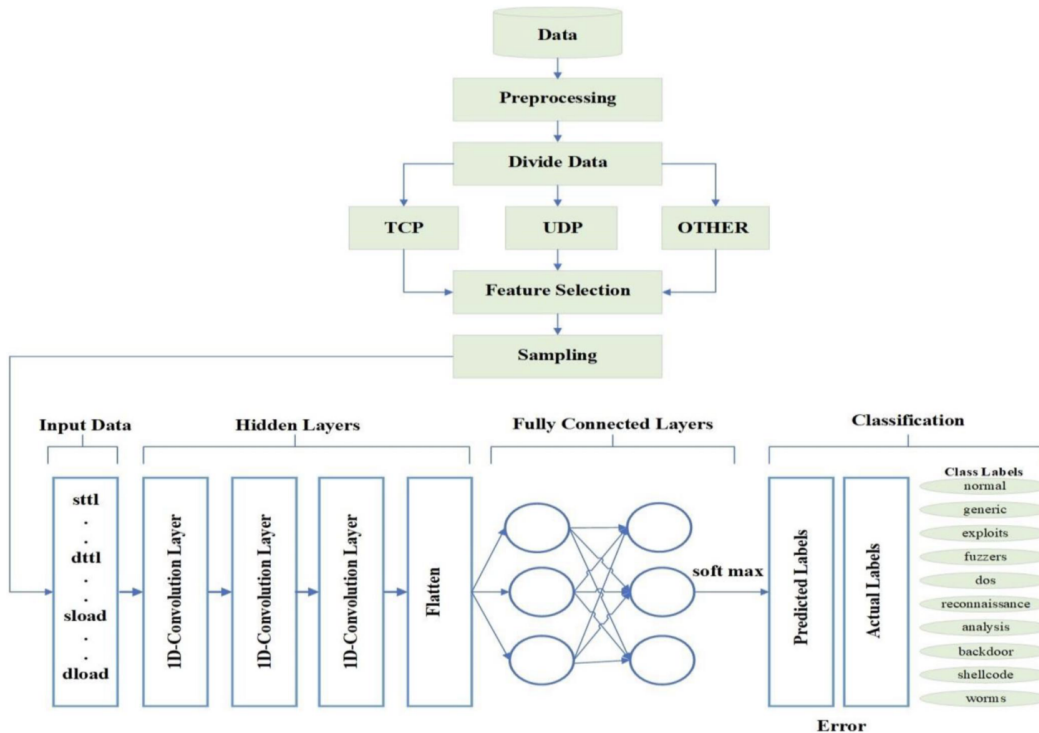 Data
Preprocessing
Divide Data
TCP
UDP
OTHER
Feature Selection
Sampling
Input Data
Hidden Layers
Fully Connected Layers
Classification
sttl
.
.
dttl
.
.
sload
.
.
dload
1D-Convolution Layer
1D-Convolution Layer
1D-Convolution Layer
Flatten
soft max
Predicted Labels
Actual Labels
Class Labels
normal
generic
exploits
fuzzers
dos
reconnaissance
analysis
backdoor
shellcode
worms
Error